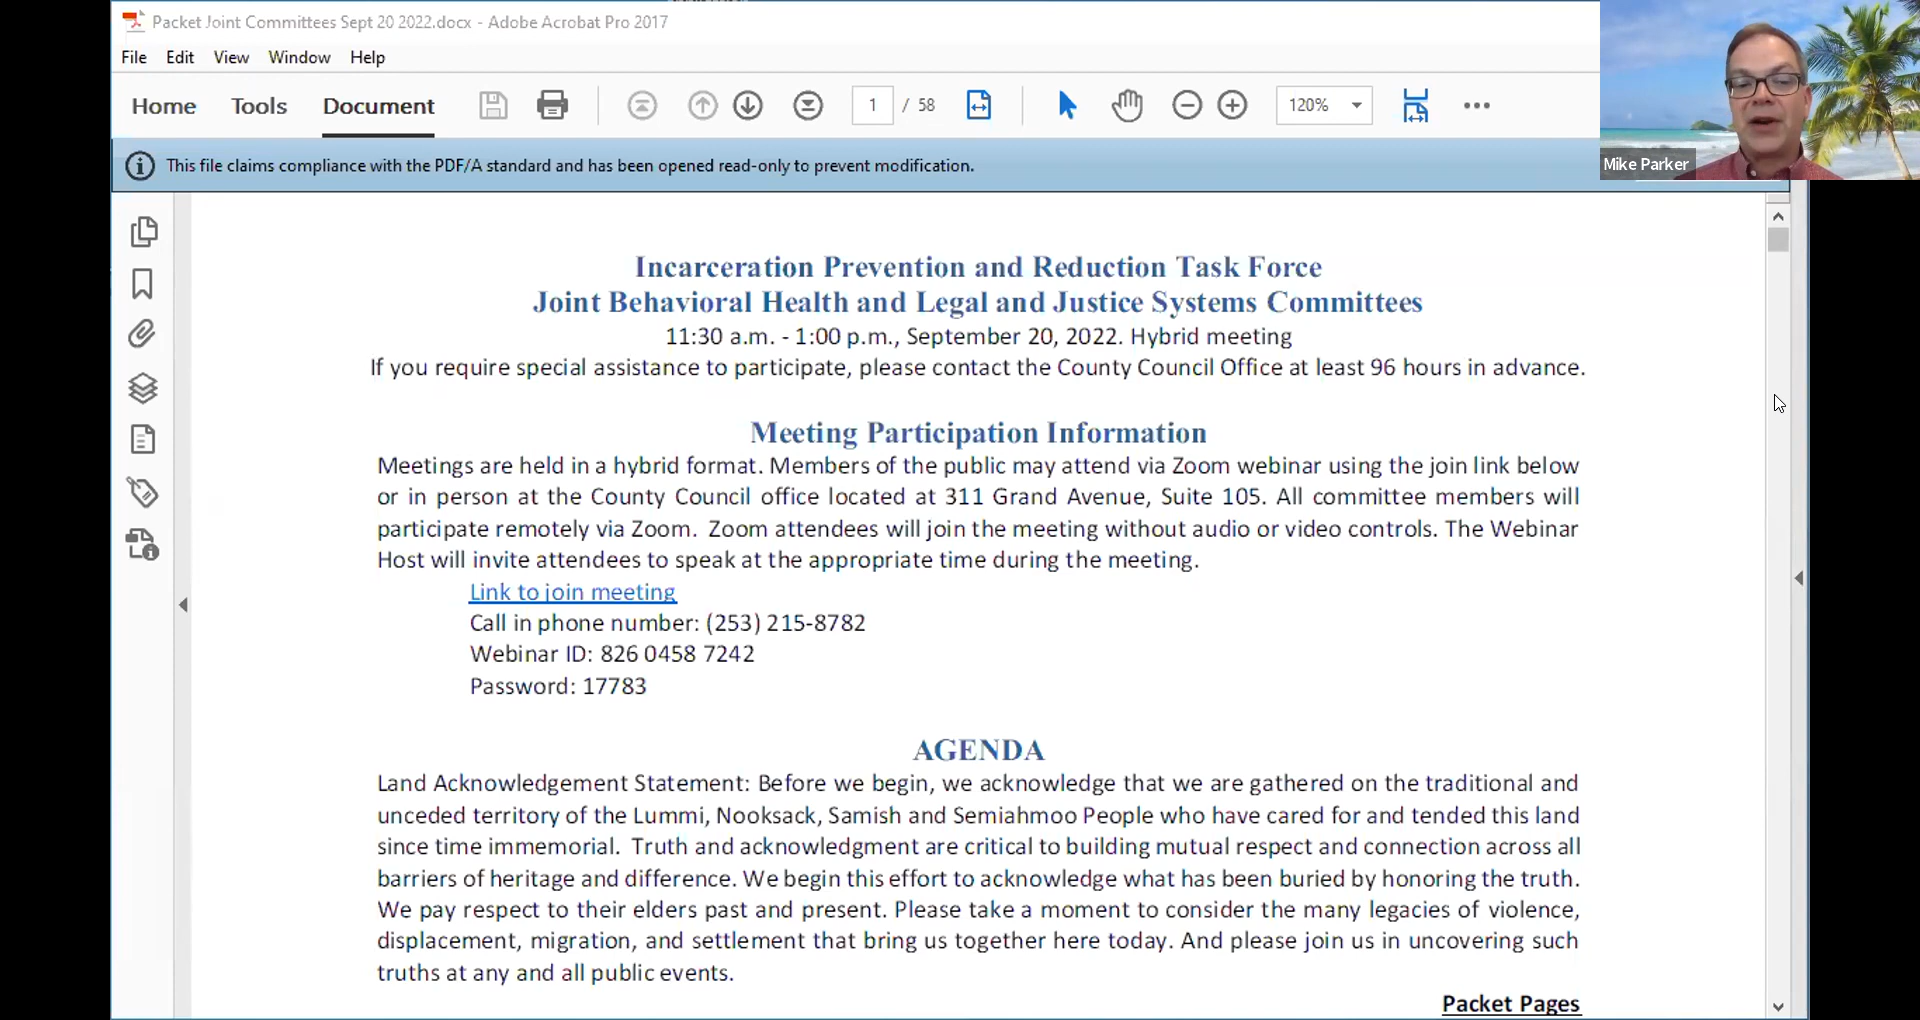 Packet Joint Committees Sept 20 2022.docx - Adobe Acrobat Pro 2017
File Edit View Window Help
Home Tools Document 1 / 58 120%
This file claims compliance with the PDF/A standard and has been opened read-only to prevent modification.
Mike Parker
Incarceration Prevention and Reduction Task Force
Joint Behavioral Health and Legal and Justice Systems Committees
11:30 a.m. - 1:00 p.m., September 20, 2022. Hybrid meeting
If you require special assistance to participate, please contact the County Council Office at least 96 hours in advance.
Meeting Participation Information
Meetings are held in a hybrid format. Members of the public may attend via Zoom webinar using the join link below
or in person at the County Council office located at 311 Grand Avenue, Suite 105. All committee members will
participate remotely via Zoom. Zoom attendees will join the meeting without audio or video controls. The Webinar
Host will invite attendees to speak at the appropriate time during the meeting.
Link to join meeting
Call in phone number: (253) 215-8782
Webinar ID: 826 0458 7242
Password: 17783
AGENDA
Land Acknowledgement Statement: Before we begin, we acknowledge that we are gathered on the traditional and
unceded territory of the Lummi, Nooksack, Samish and Semiahmoo People who have cared for and tended this land
since time immemorial. Truth and acknowledgment are critical to building mutual respect and connection across all
barriers of heritage and difference. We begin this effort to acknowledge what has been buried by honoring the truth.
We pay respect to their elders past and present. Please take a moment to consider the many legacies of violence,
displacement, migration, and settlement that bring us together here today. And please join us in uncovering such
truths at any and all public events.
Packet Pages